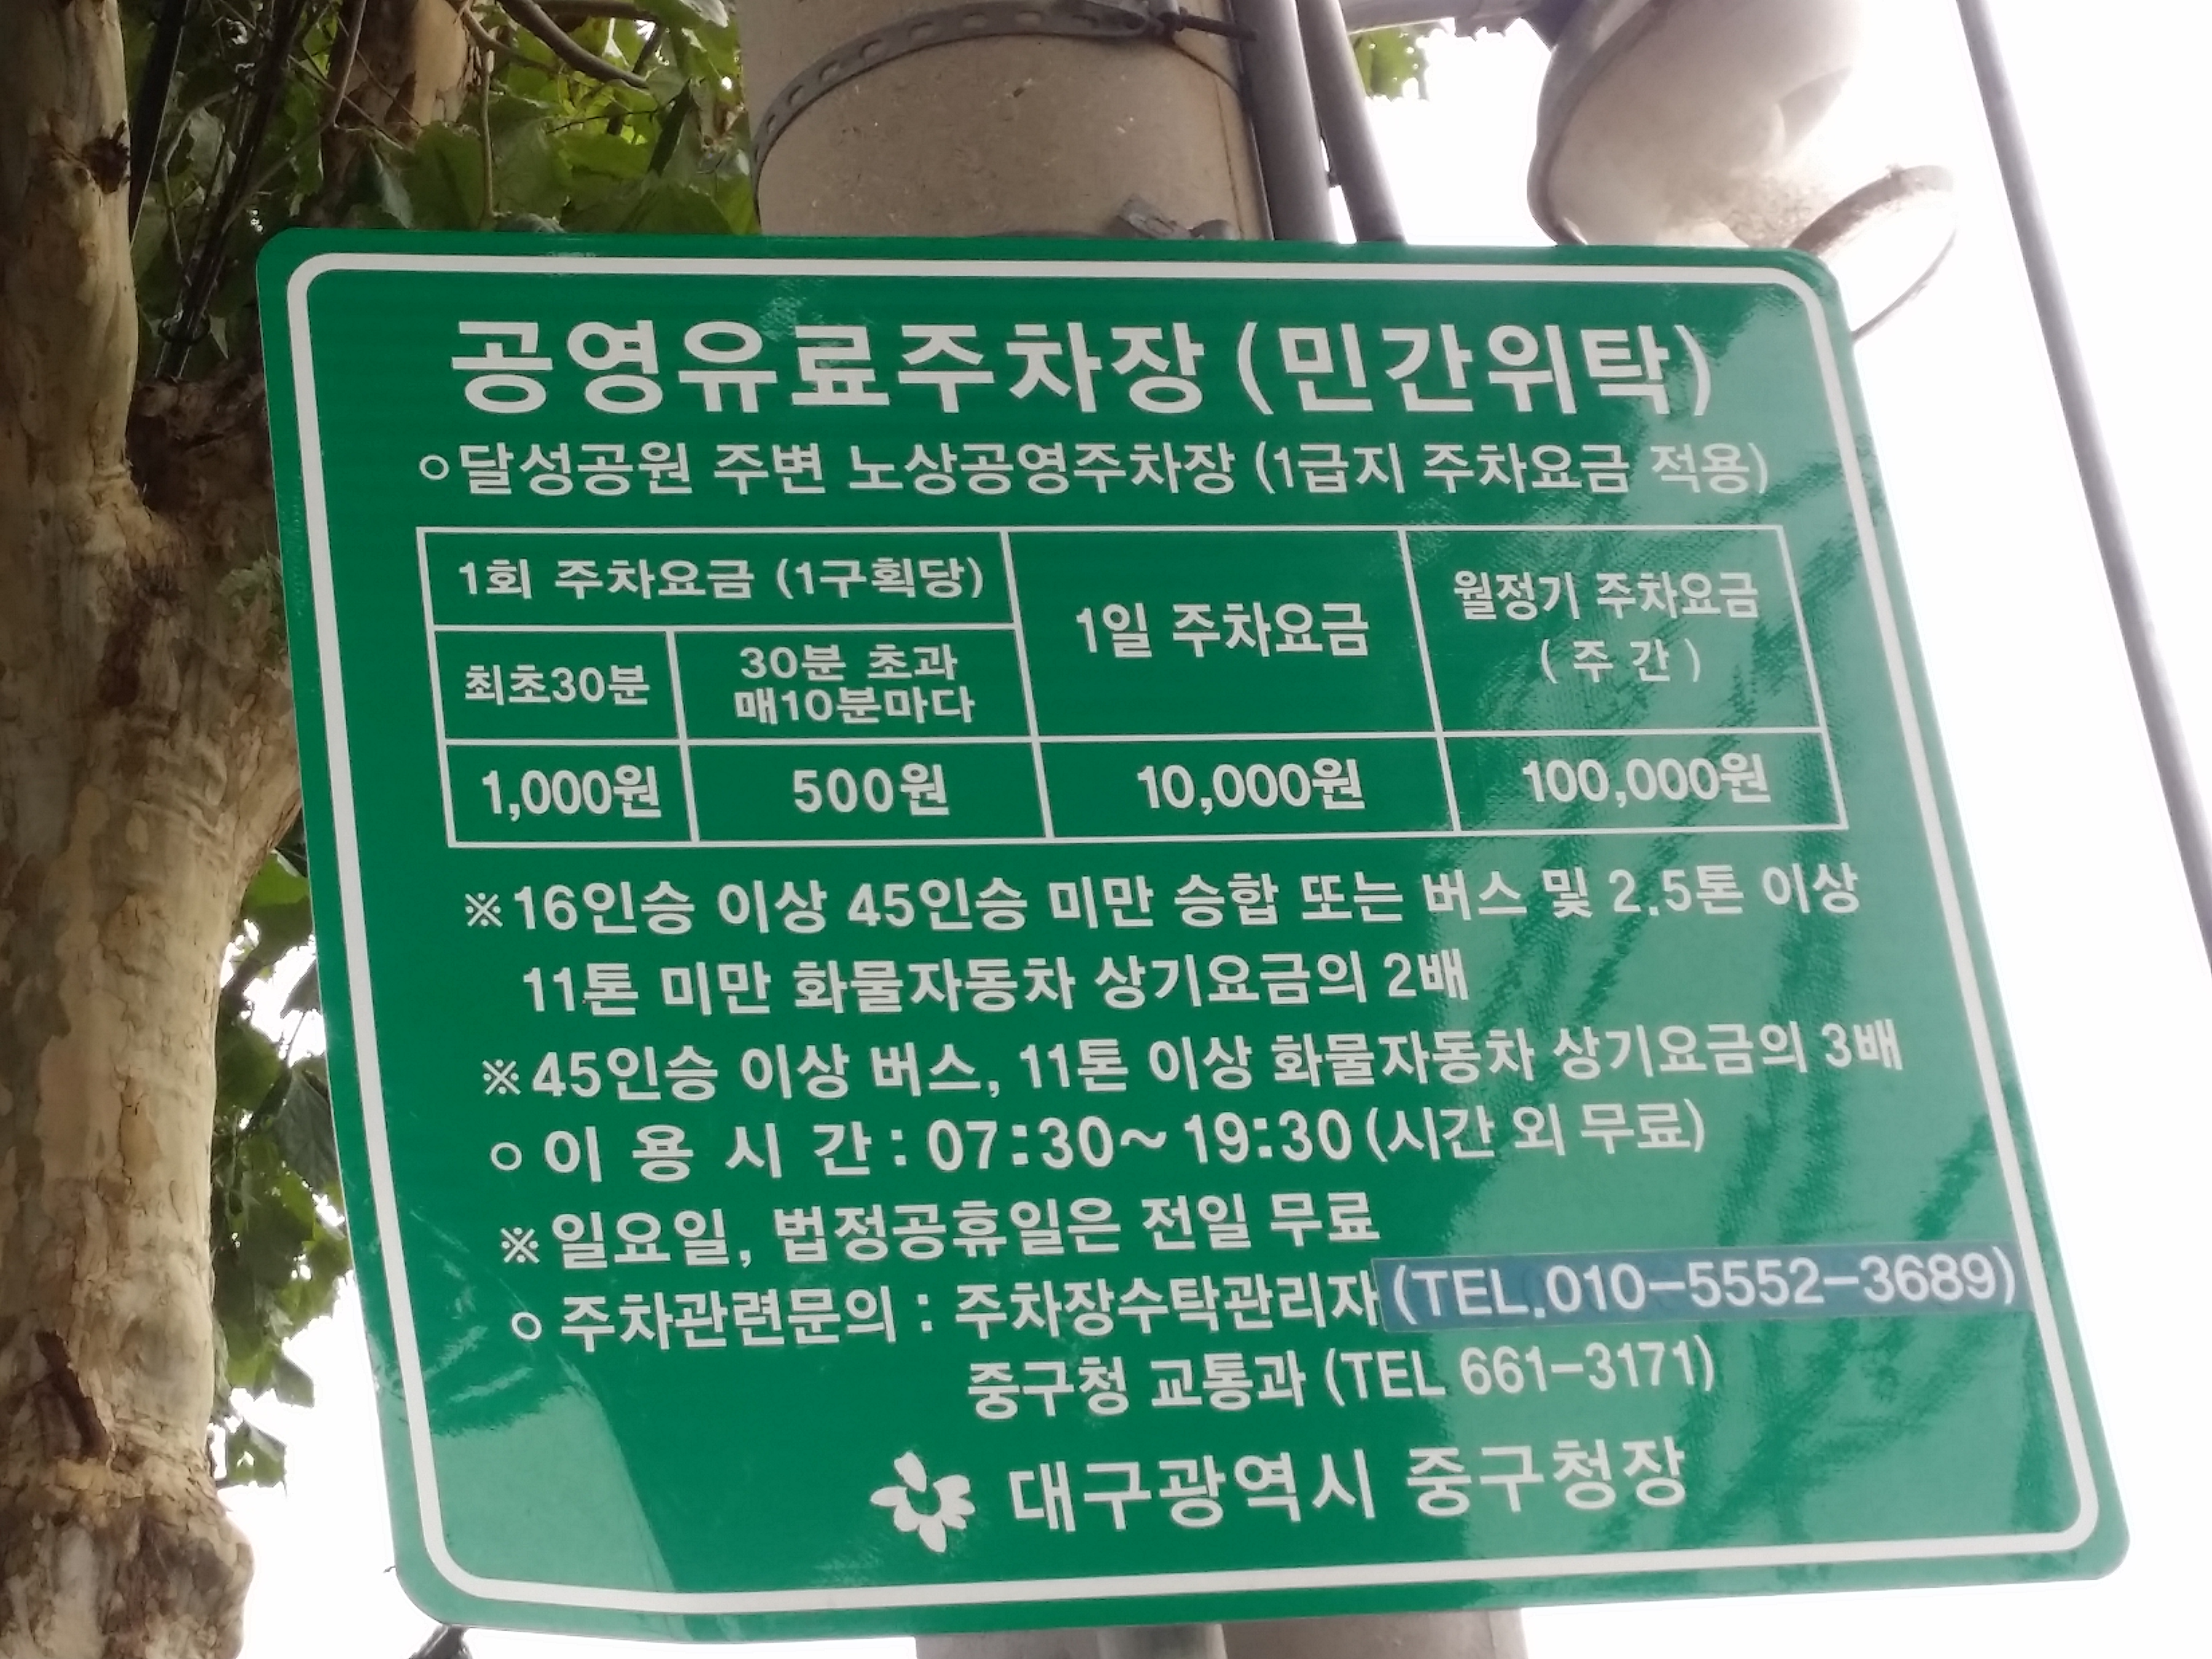 공영유료주차장(민간위탁)
○달성공원 주변 노상공영주차장 (1급지 주차요금 적용)
1회 주차요금 (1구획당)
1일 주차요금
월정기 주차요금
( 주 간 )
최초30분
30분 초과
매10분마다
1,000원
500원
10,000원
100,000원
※16인승 이상 45인승 미만 승합 또는 버스 및 2.5톤 이상
11톤 미만 화물자동차 상기요금의 2배
※45인승 이상 버스, 11톤 이상 화물자동차 상기요금의 3배
○ 이 용 시 간 : 07:30~ 19:30 (시간 외 무료)
※일요일, 법정공휴일은 전일 무료
○ 주차관련문의 : 주차장수탁관리자 (TEL.010-5552-3689)
중구청 교통과 (TEL 661-3171)
대구광역시 중구청장